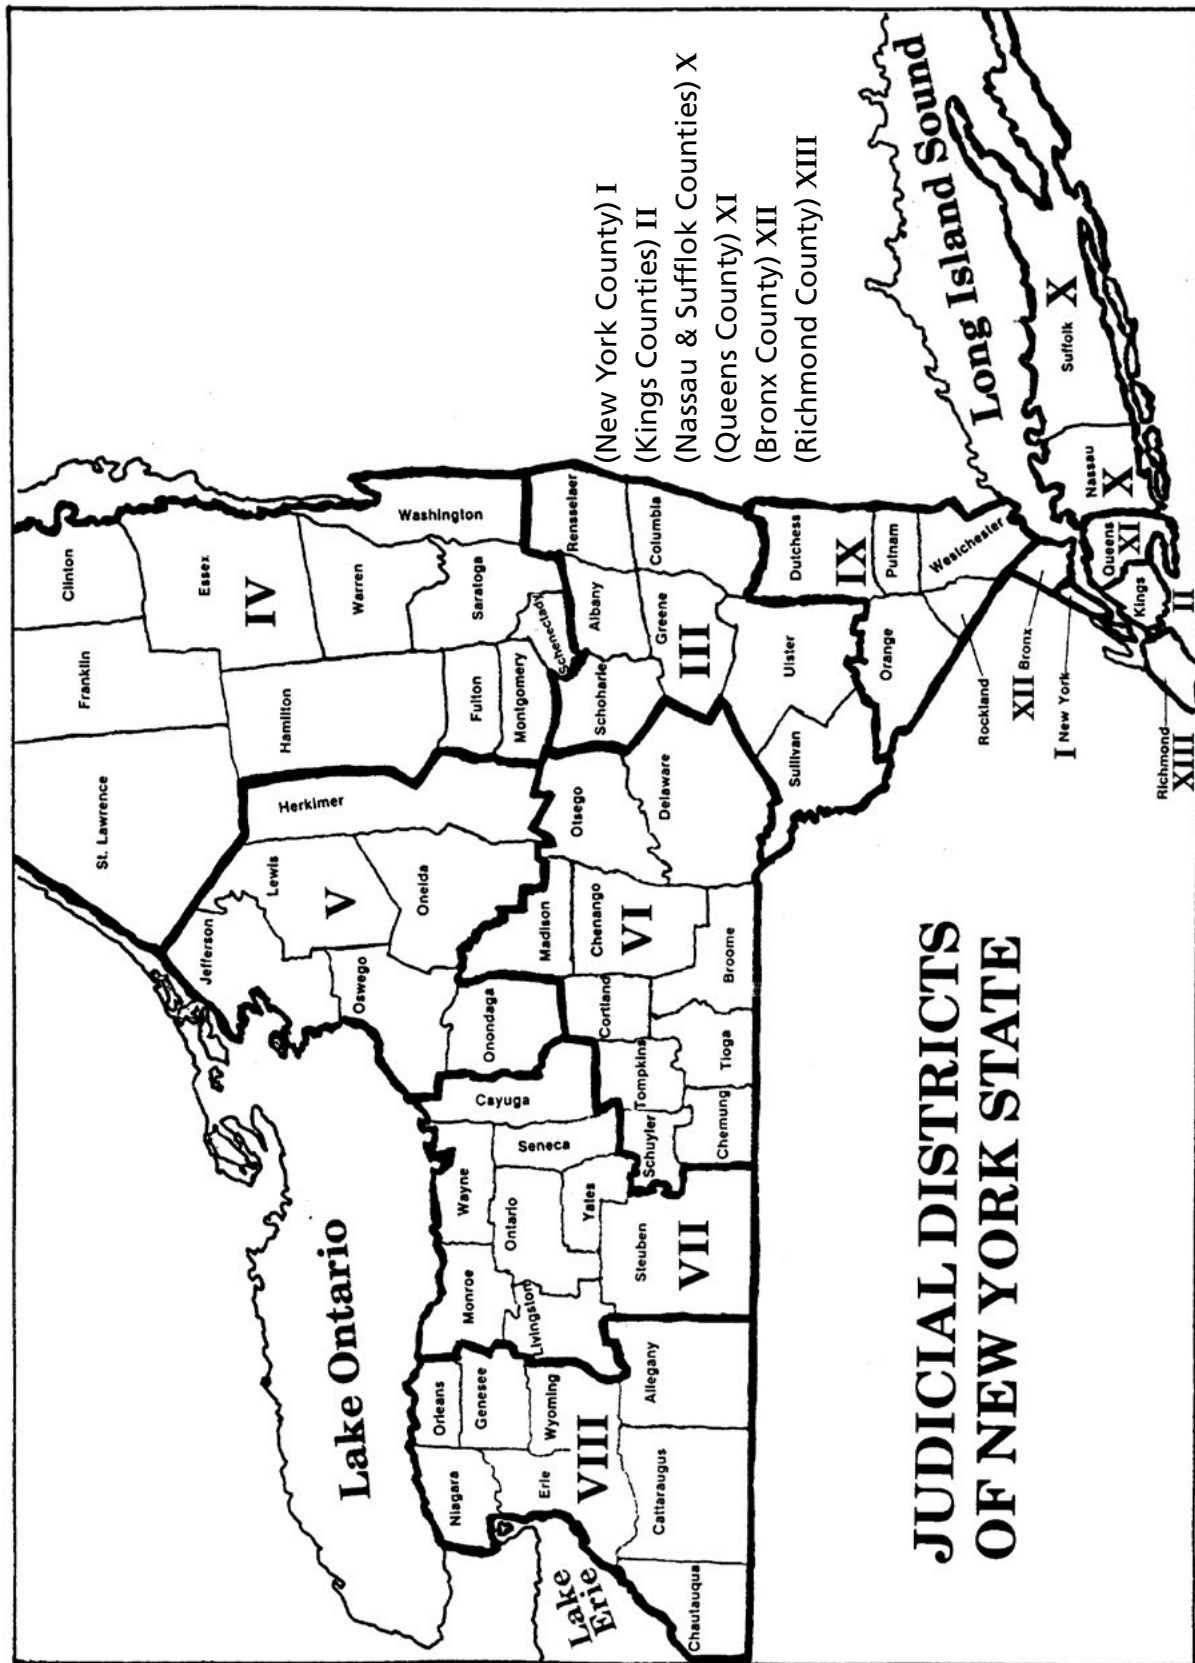 JUDICIAL DISTRICTS
OF NEW YORK STATE
Lake Ontario
Lake
Erie
Long Island Sound
(New York County) I
(Kings Counties) II
(Nassau & Sufflok Counties) X
(Queens County) XI
(Bronx County) XII
(Richmond County) XIII
St. Lawrence
Franklin
Clinton
Essex
IV
Hamilton
Warren
Washington
Fulton
Saratoga
Montgomery
Schenectady
Jefferson
Lewis
Herkimer
V
Oswego
Oneida
Onondaga
Rensselaer
Albany
Schoharie
Columbia
Greene
III
Ulster
Sullivan
Otsego
Delaware
Madison
Chenango
VI
Cortland
Broome
Tompkins
Tioga
Schuyler
Chemung
Cayuga
Seneca
Wayne
Ontario
Yates
Monroe
Livingston
Steuben
VII
Orleans
Genesee
Niagara
Wyoming
Erie
VIII
Allegany
Cattaraugus
Chautauqua
Dutchess
IX
Putnam
Orange
Westchester
Rockland
XII Bronx
I New York
Richmond
XIII
Kings
II
Queens
XI
Nassau
X
Suffolk
X